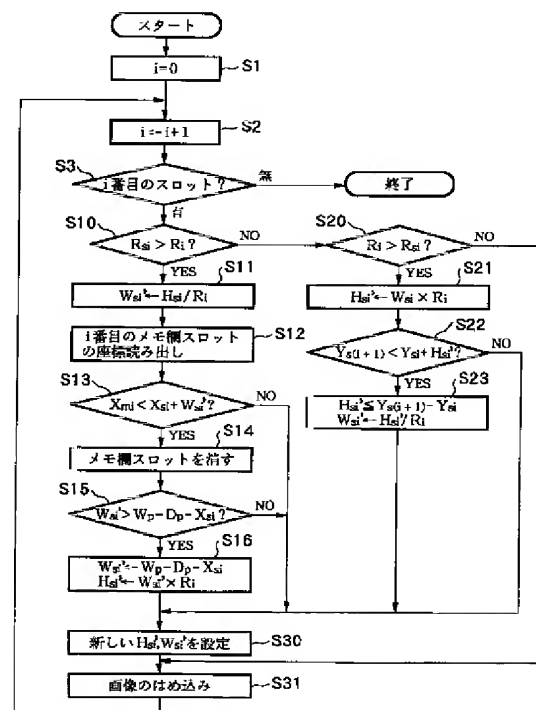 スタート
i=0
S1
i←i+1
S2
S3
i番目のスロット?
無
終了
有
S10
Rsi > Ri ?
NO
S20
Ri > Rsi ?
NO
YES
S11
YES
S21
Wsi'←Hsi/Ri
Hsi'←Wsi×Ri
i番目のメモ欄スロット
の座標読み出し
S12
S22
Ys(i+1)<Ysi+Hsi'?
NO
S13
Xmi<Xsi+Wsi'?
NO
YES
S23
Hsi'≦Ys(i+1)−Ysi
Wsi'←Hsi'/Ri
YES
S14
メモ欄スロットを消す
S15
Wsi'>Wp−Dp−Xsi?
NO
YES
S16
Wsi'←Wp−Dp−Xsi
Hsi'←Wsi'×Ri
新しいHsi',Wsi'を設定
S30
画像のはめ込み
S31